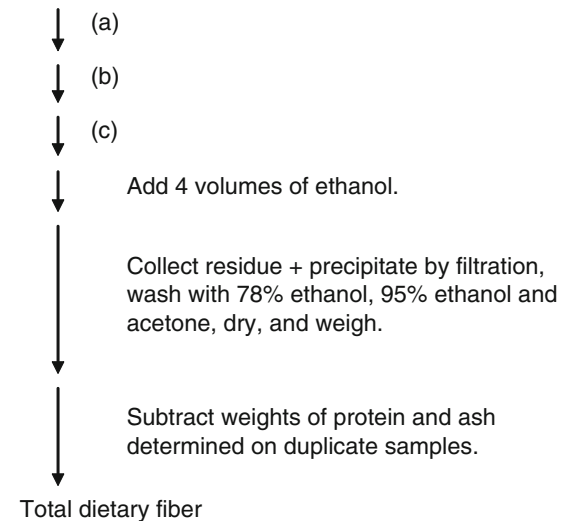 (a)
(b)
(c)
Add 4 volumes of ethanol.
Collect residue + precipitate by filtration,
wash with 78% ethanol, 95% ethanol and
acetone, dry, and weigh.
Subtract weights of protein and ash
determined on duplicate samples.
Total dietary fiber